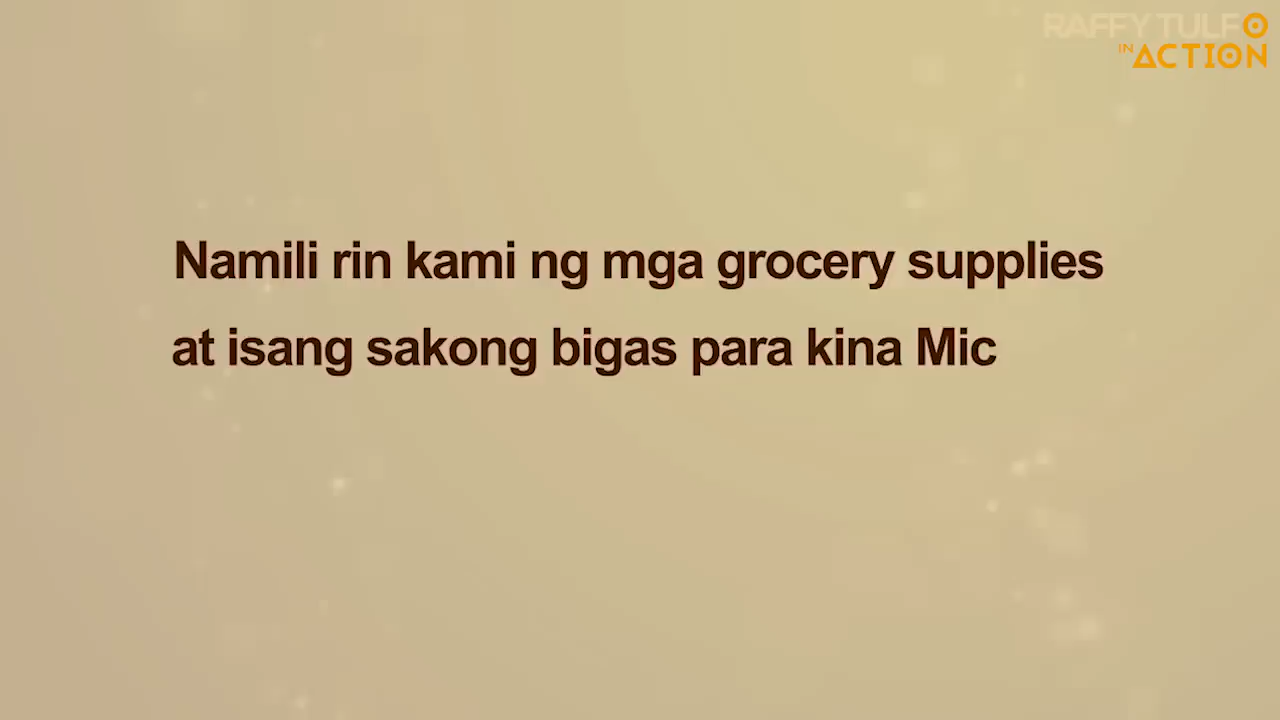 RAFFY TULFO
IN ACTION
Namili rin kami ng mga grocery supplies
at isang sakong bigas para kina Mic